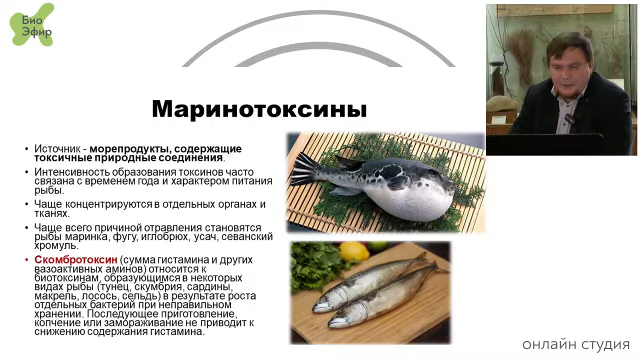 Био
Эфир
Маринотоксины
• Источник - морепродукты, содержащие
токсичные природные соединения.
• Интенсивность образования токсинов часто
связана с временем года и характером питания
рыбы.
• Чаще концентрируются в отдельных органах и
тканях.
• Чаще всего причиной отравления становятся
рыбы маринка, фугу, иглобрюх, усач, севанский
хромуль.
• Скомбротоксин (сумма гистамина и других
вазоактивных аминов) относится к
биотоксинам, образующимся в некоторых
видах рыбы (тунец, скумбрия, сардины,
макрель, лосось, сельдь) в результате роста
отдельных бактерий при неправильном
хранении. Последующее приготовление,
копчение или замораживание не приводит к
снижению содержания гистамина.
онлайн студия